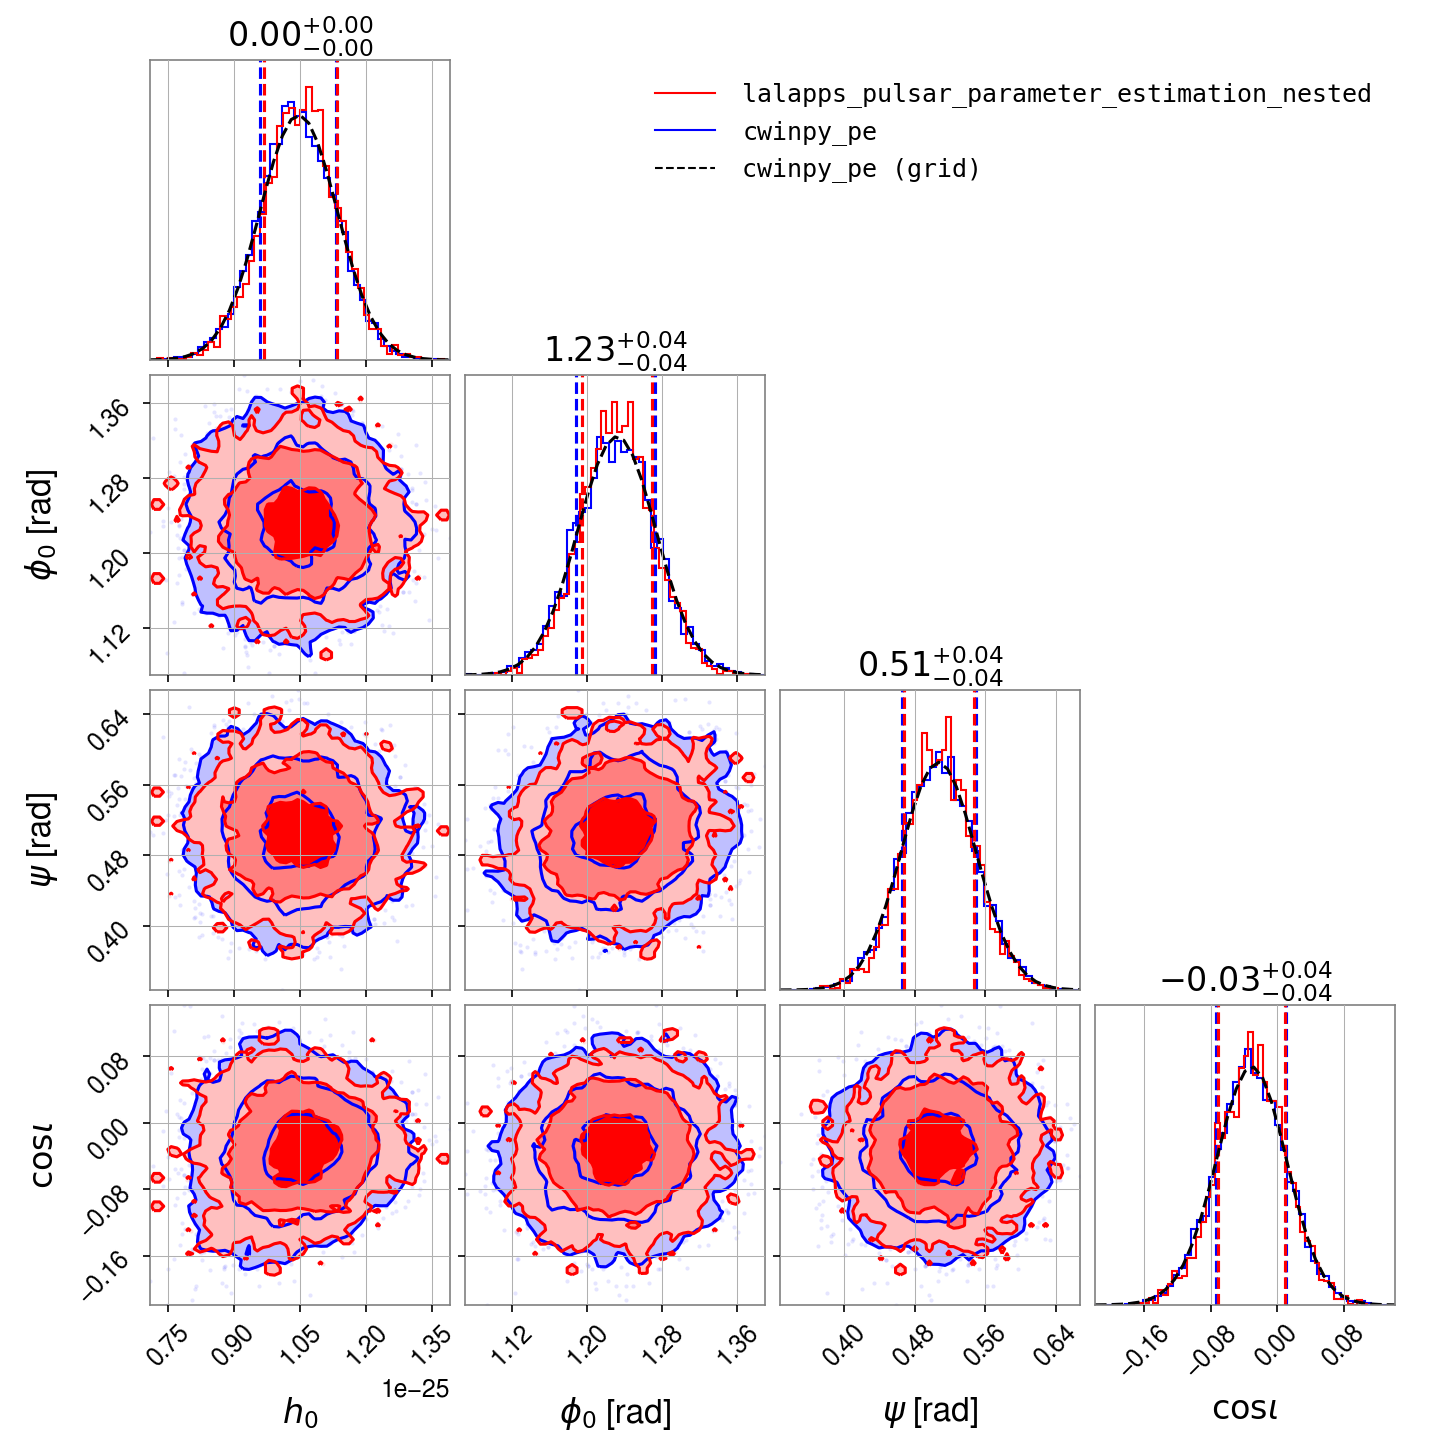 0.00+0.00 −0.00
lalapps_pulsar_parameter_estimation_nested
cwinpy_pe
cwinpy_pe (grid)
1.23+0.04 −0.04
ϕ0 [rad]
1.36
1.28
1.20
1.12
0.51+0.04 −0.04
ψ [rad]
0.64
0.56
0.48
0.40
−0.03+0.04 −0.04
cosι
0.08
0.00
−0.08
−0.16
0.75 0.90 1.05 1.20 1.35
1.12 1.20 1.28 1.36
0.40 0.48 0.56 0.64
−0.16 −0.08 0.00 0.08
1e−25
h0
ϕ0 [rad]
ψ [rad]
cosι